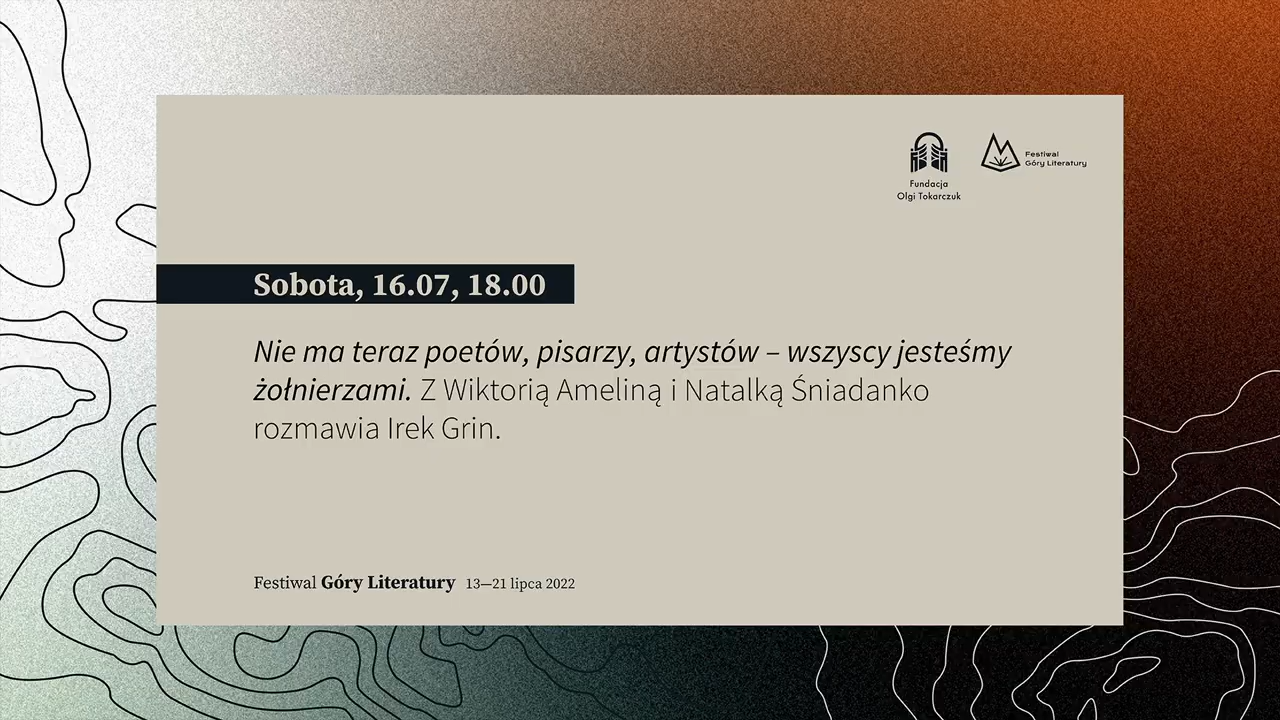 Fundacja
Olgi Tokarczuk
Festiwal
Góry Literatury
Sobota, 16.07, 18.00
Nie ma teraz poetów, pisarzy, artystów – wszyscy jesteśmy
żołnierzami. Z Wiktorią Ameliną i Natalką Śniadanko
rozmawia Irek Grin.
Festiwal Góry Literatury 13—21 lipca 2022